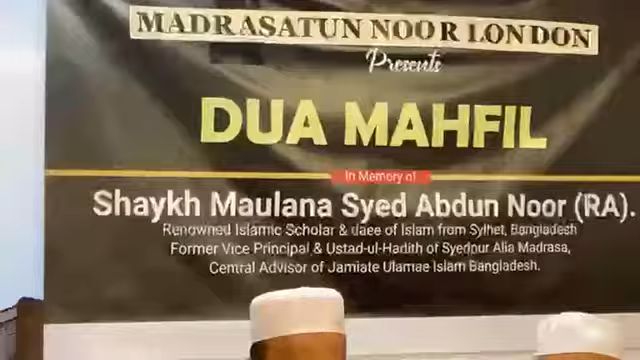 MADRASATUN NOOR LONDON
Presents
DUA MAHFIL
In Memory of
Shaykh Maulana Syed Abdun Noor (RA).
Renowned Islamic Scholar & daee of Islam from Sylhet, Bangladesh
Former Vice Principal & Ustad-ul-Hadith of Syedpur Alia Madrasa,
Central Advisor of Jamiate Ulamae Islam Bangladesh.